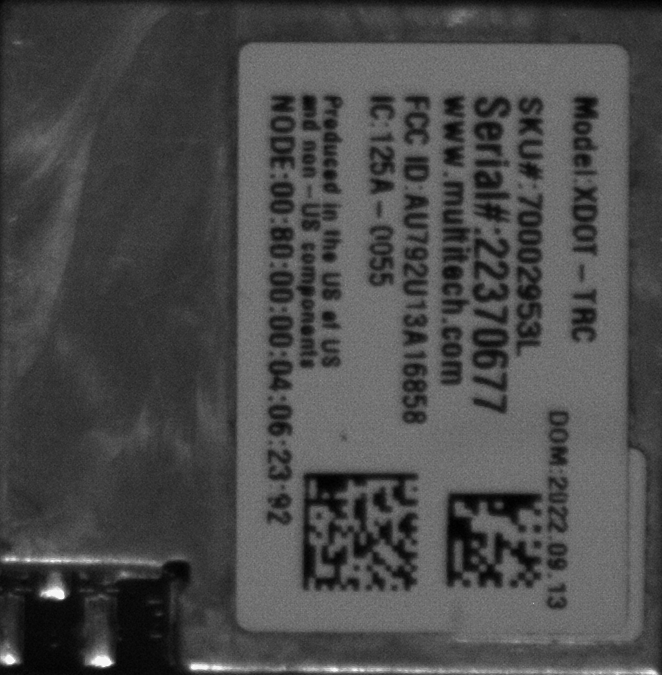 Model:XDOT-TRC
SKU#:70002953L
DOM:2022.09.13
Serial#:22370677
www.multitech.com
FCC ID:AU792U13A16858
IC:125A-0055
Produced in the US of US
and non-US components
NODE:00:80:00:00:04:06:23:92